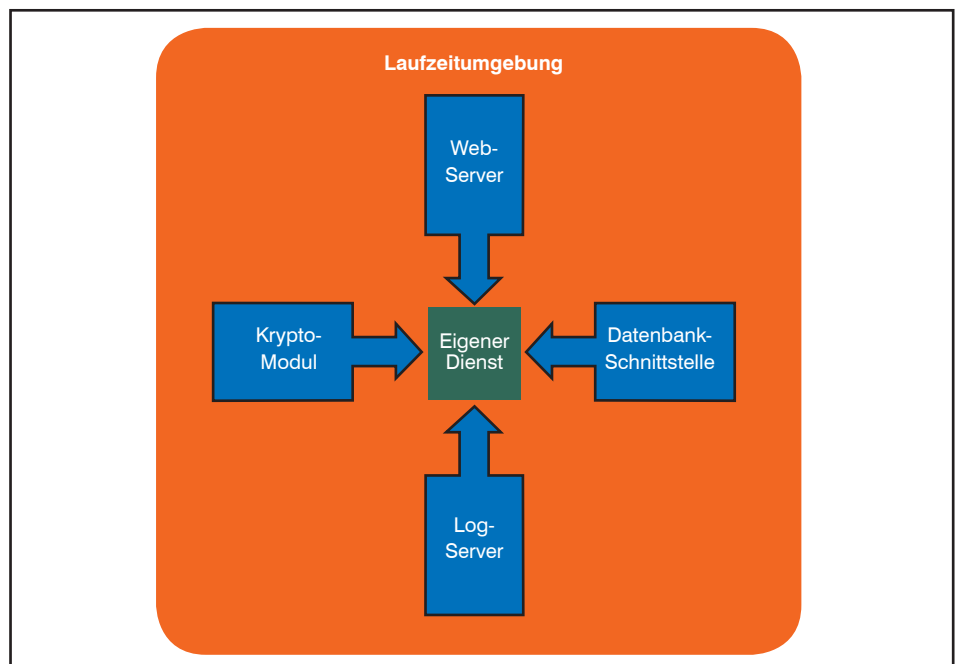 Laufzeitumgebung
Web-
Server
Krypto-
Modul
Eigener
Dienst
Datenbank-
Schnittstelle
Log-
Server